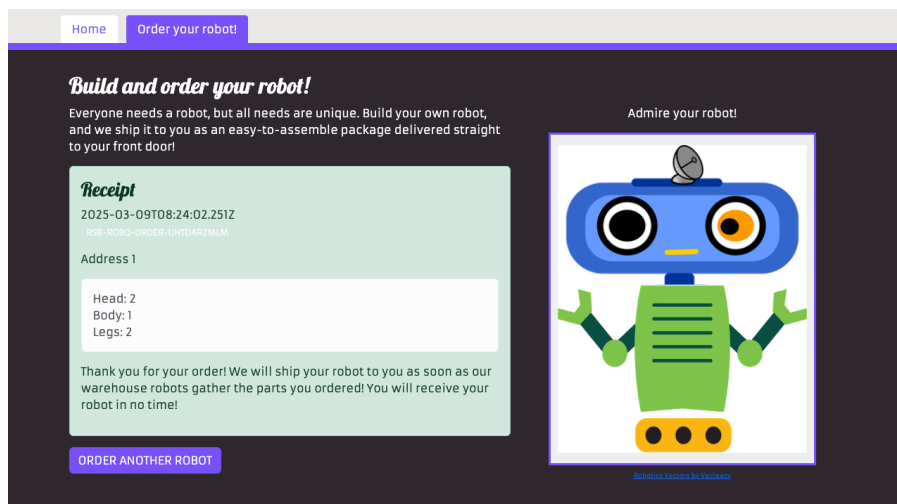 Home
Order your robot!
Build and order your robot!
Everyone needs a robot, but all needs are unique. Build your own robot,
and we ship it to you as an easy-to-assemble package delivered straight
to your front door!
Receipt
2025-03-09T08:24:02.251Z
RSB-ROBO-ORDER-UHTDAR2MLM
Address 1
Head: 2
Body: 1
Legs: 2
Thank you for your order! We will ship your robot to you as soon as our
warehouse robots gather the parts you ordered! You will receive your
robot in no time!
ORDER ANOTHER ROBOT
Admire your robot!
Robotics Vectors by Vecteezy